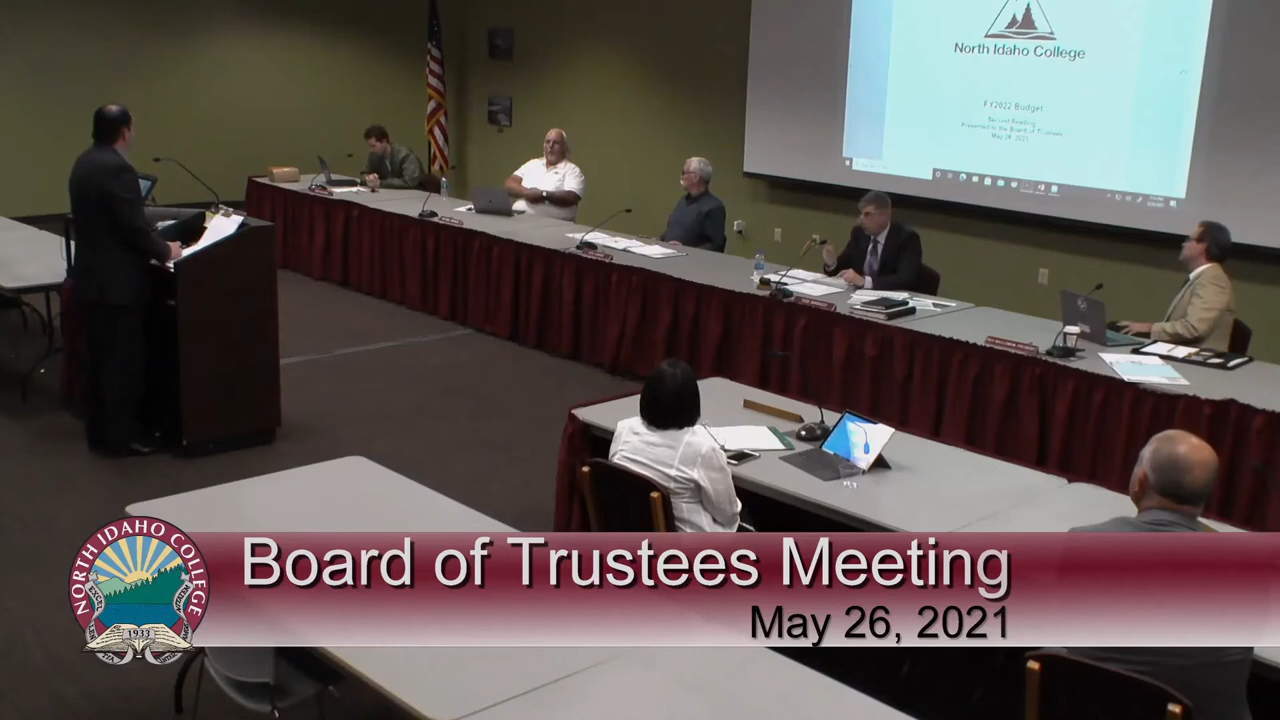 North Idaho College
FY2022 Budget
Second Reading
Presented to the Board of Trustees
May 26, 2021
NORTH IDAHO COLLEGE
1933
Board of Trustees Meeting
May 26, 2021